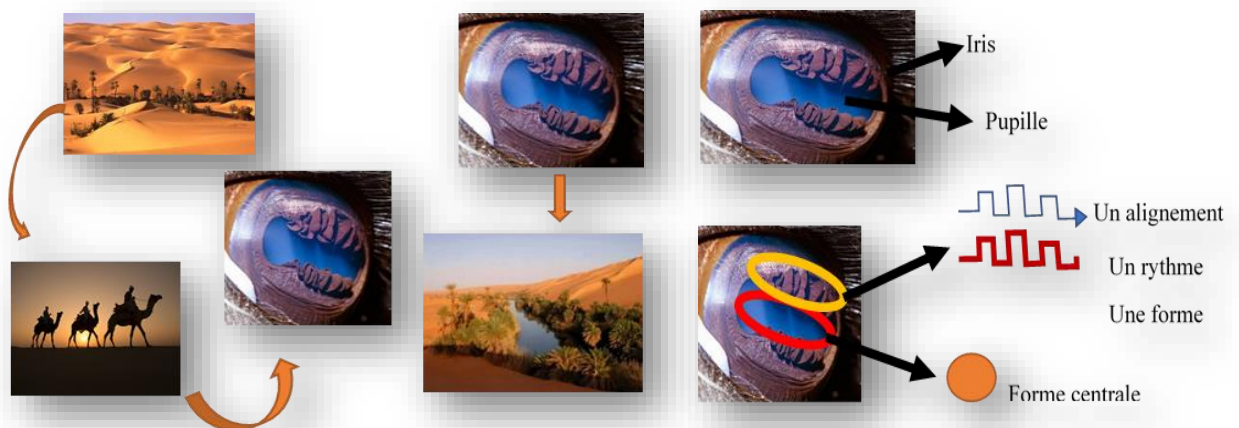 Iris
Pupille
Un alignement
Un rythme
Une forme
Forme centrale